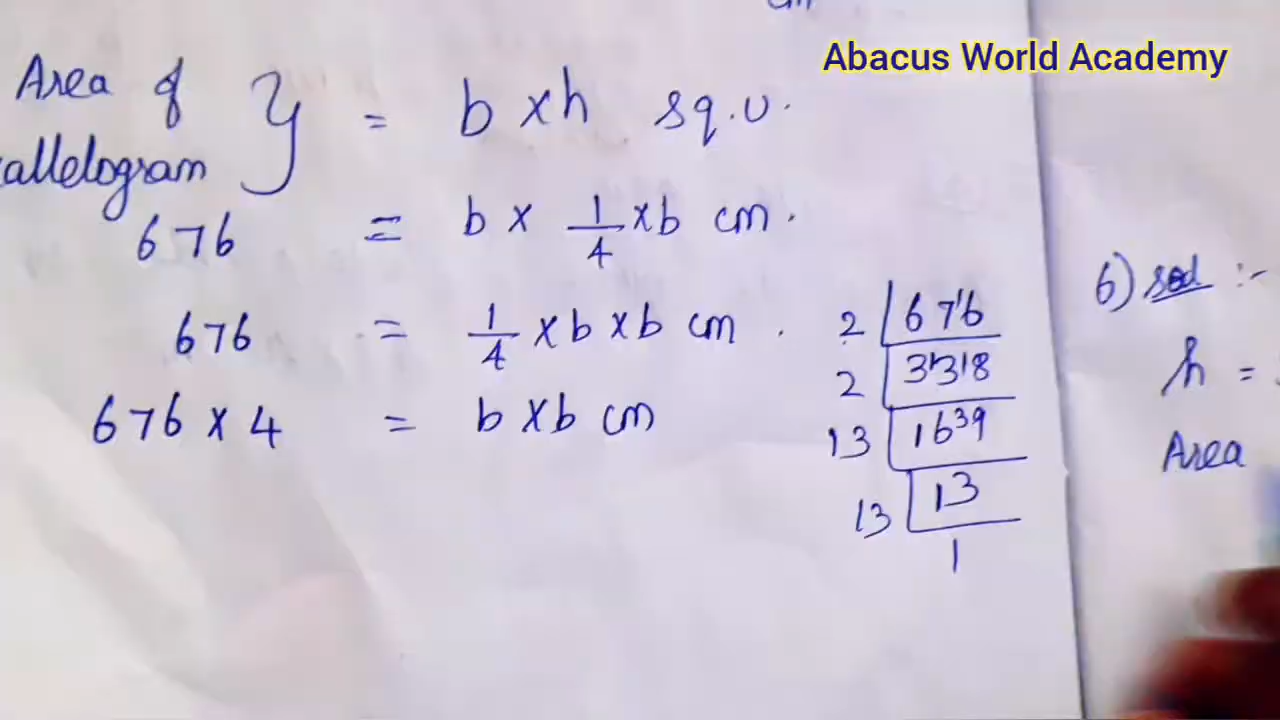 Abacus World Academy
Area of
allelogram } = b x h sq.u.
676 = b x 1/4 x b cm.
676 = 1/4 x b x b cm.
676 x 4 = b x b cm
2 | 676
2 | 338
13 | 169
13 | 13
1
6) sol :-
h =
Area